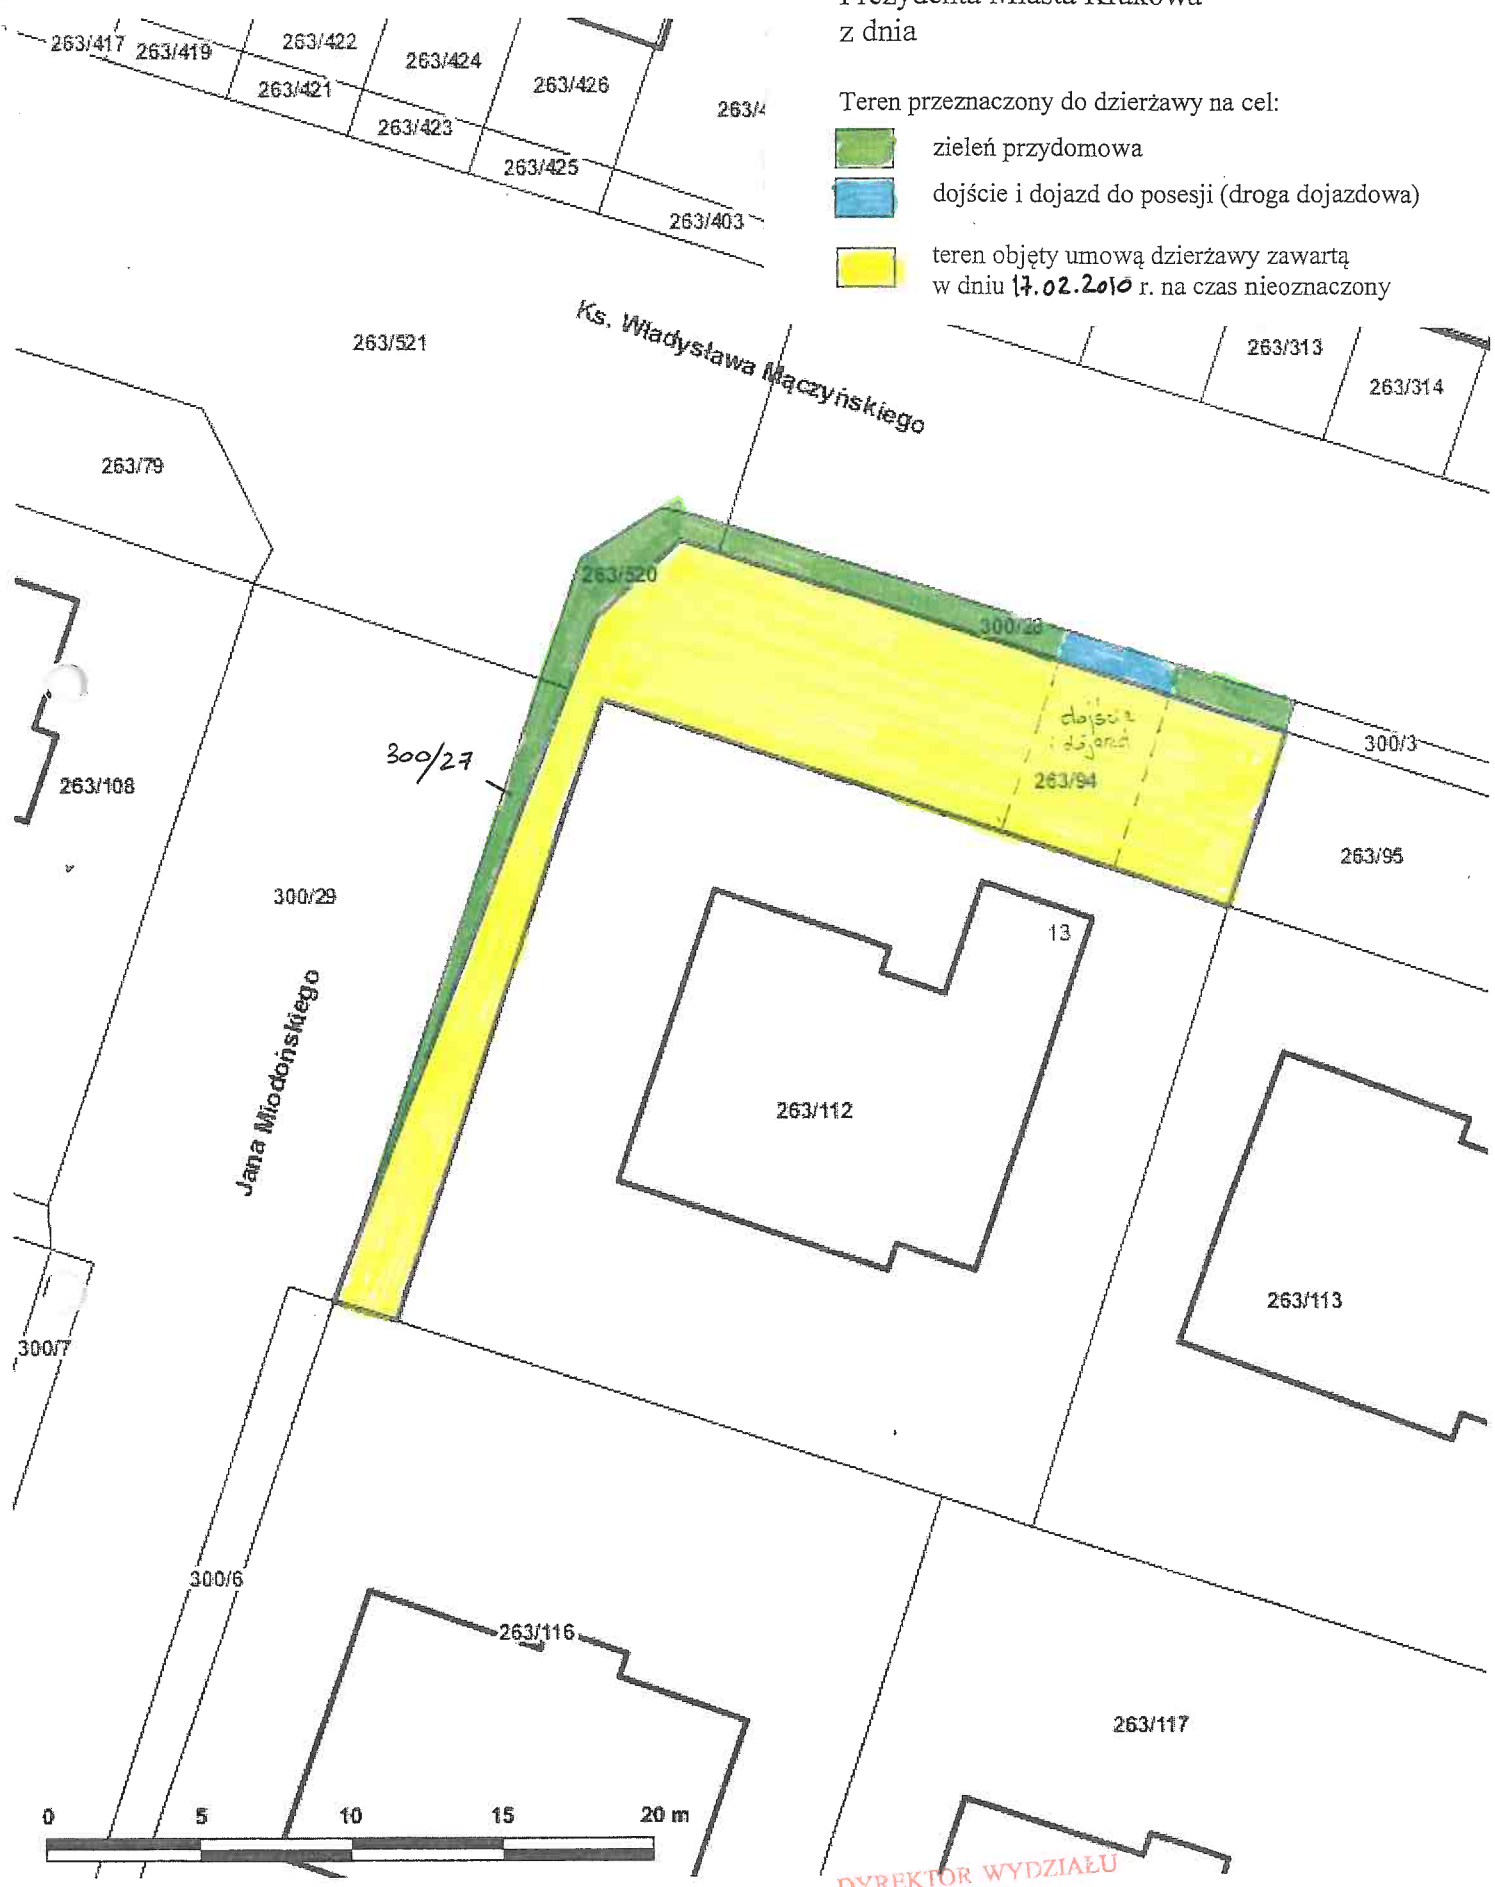 Prezydenta Miasta Krakowa
z dnia
Teren przeznaczony do dzierżawy na cel:
zieleń przydomowa
dojście i dojazd do posesji (droga dojazdowa)
teren objęty umową dzierżawy zawartą
w dniu 17.02.2010 r. na czas nieoznaczony
263/417
263/419
263/422
263/424
263/421
263/426
263/423
263/425
263/403
263/521
Ks. Władysława Mączyńskiego
263/313
263/314
263/79
263/520
300/28
dojście
i dojazd
263/94
300/3
300/27
263/108
263/95
300/29
13
Jana Miodońskiego
263/112
263/113
300/7
300/6
263/116
263/117
0 5 10 15 20 m
DYREKTOR WYDZIAŁU